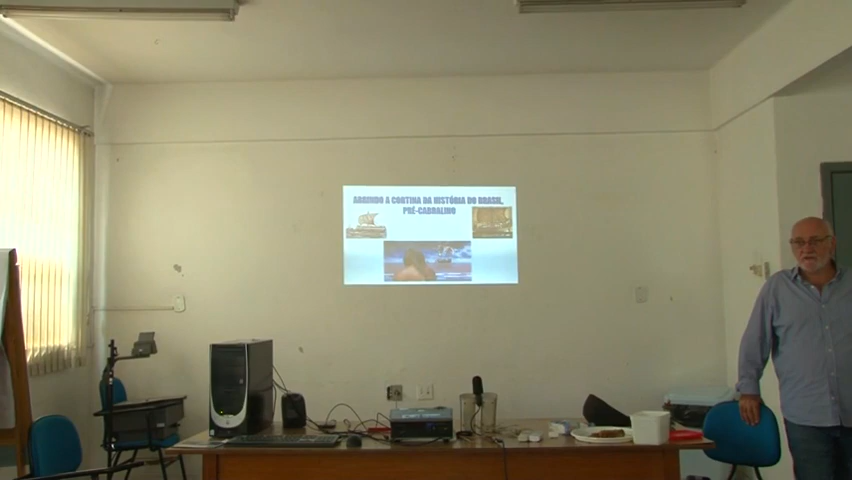 ABRINDO A CORTINA DA HISTÓRIA DO BRASIL,
PRÉ-CABRALINO